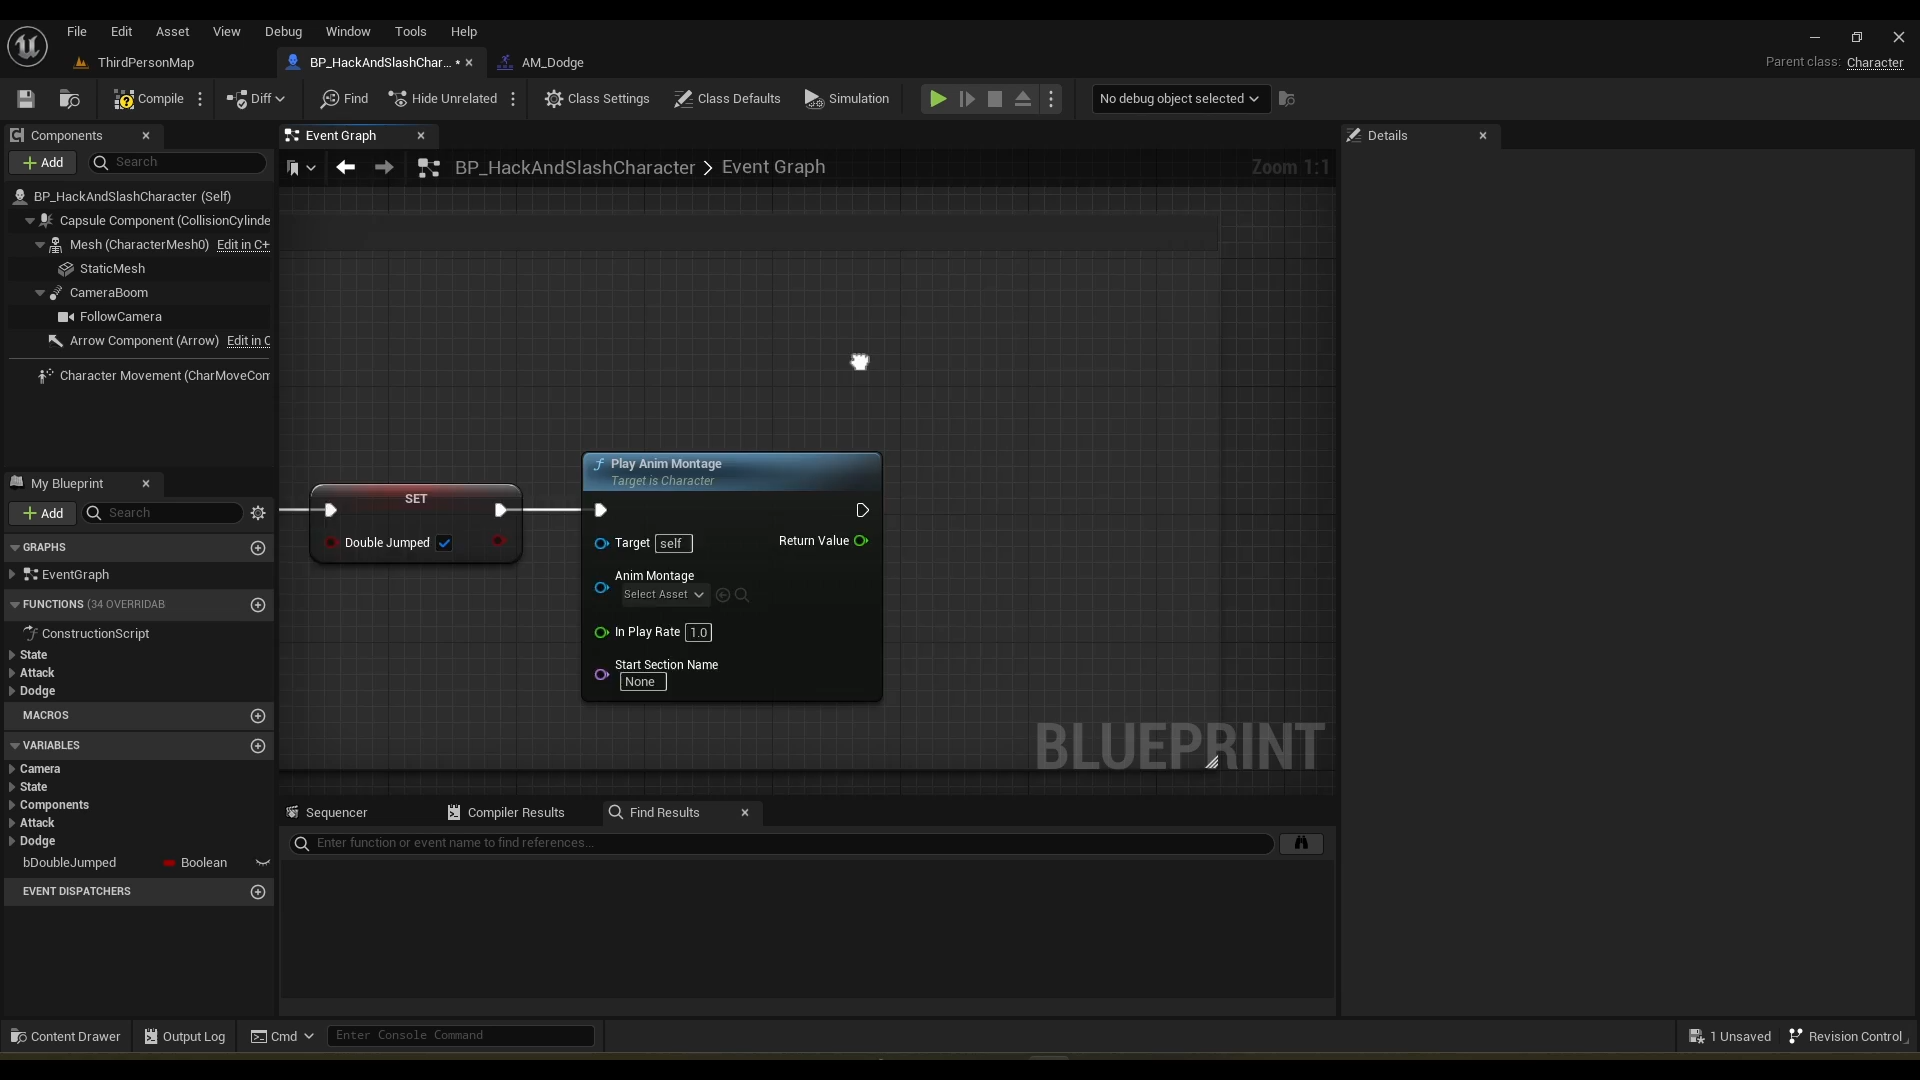 File Edit Asset View Debug Window Tools Help
ThirdPersonMap BP_HackAndSlashChar... • AM_Dodge Parent class: Character
Compile Diff Find Hide Unrelated Class Settings Class Defaults Simulation No debug object selected
Components Event Graph Details
Add Search BP_HackAndSlashCharacter > Event Graph Zoom 1:1
BP_HackAndSlashCharacter (Self)
Capsule Component (CollisionCylinde
Mesh (CharacterMesh0) Edit in C+
StaticMesh
CameraBoom
FollowCamera
Arrow Component (Arrow) Edit in C
Character Movement (CharMoveCom
Play Anim Montage
Target is Character
SET
Double Jumped
Target self
Return Value
Anim Montage
Select Asset
In Play Rate 1.0
Start Section Name
None
BLUEPRINT
My Blueprint
Add Search
GRAPHS
EventGraph
FUNCTIONS (34 OVERRIDAB
ConstructionScript
State
Attack
Dodge
MACROS
VARIABLES
Camera
State
Components
Attack
Dodge
bDoubleJumped Boolean
EVENT DISPATCHERS
Sequencer Compiler Results Find Results
Enter function or event name to find references...
Content Drawer Output Log Cmd Enter Console Command 1 Unsaved Revision Control